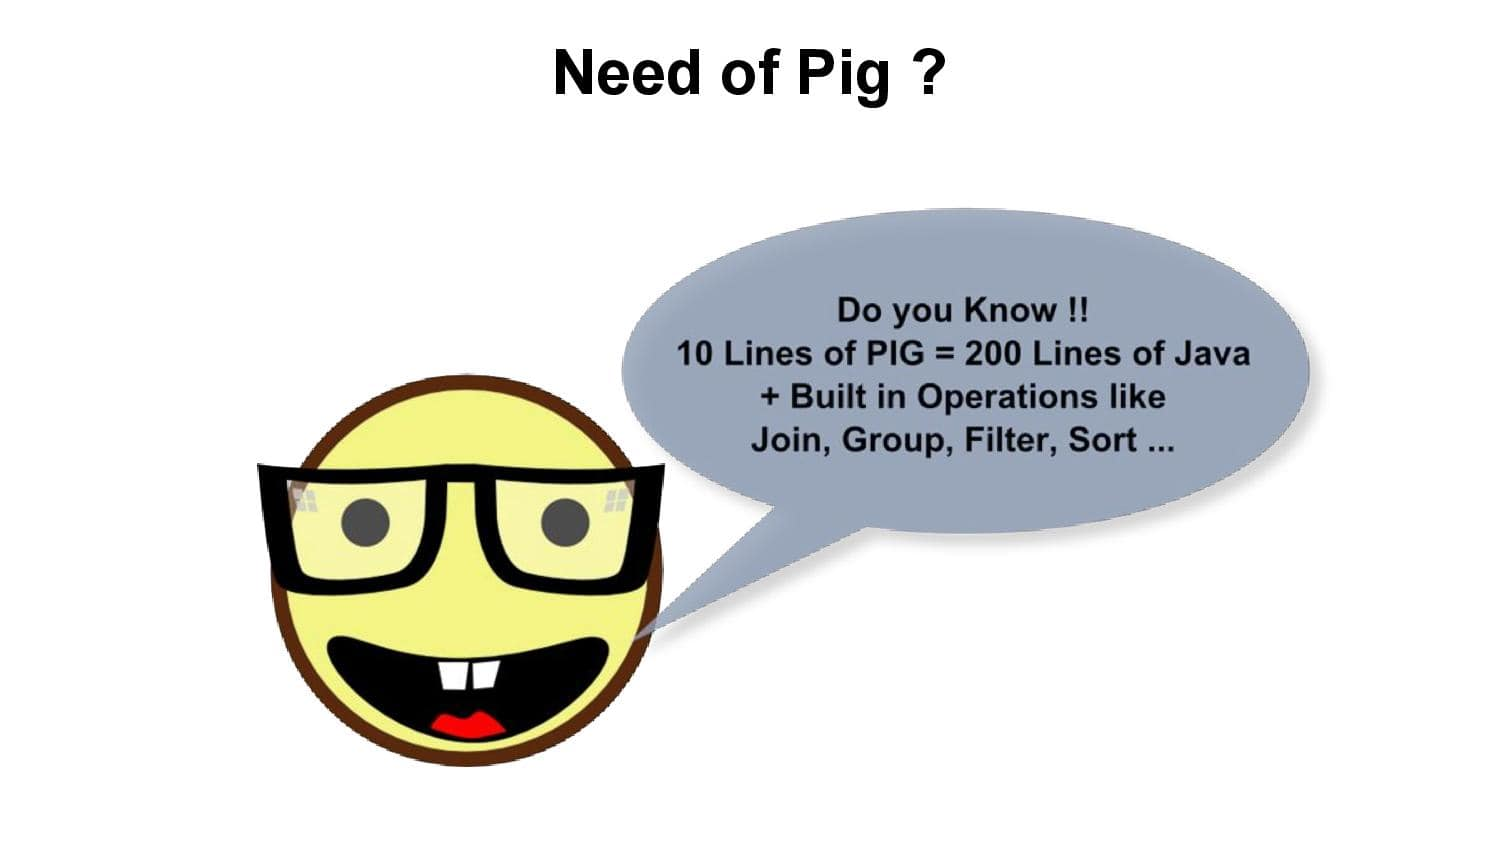 Need of Pig ?
Do you Know !!
10 Lines of PIG = 200 Lines of Java
+ Built in Operations like
Join, Group, Filter, Sort ...